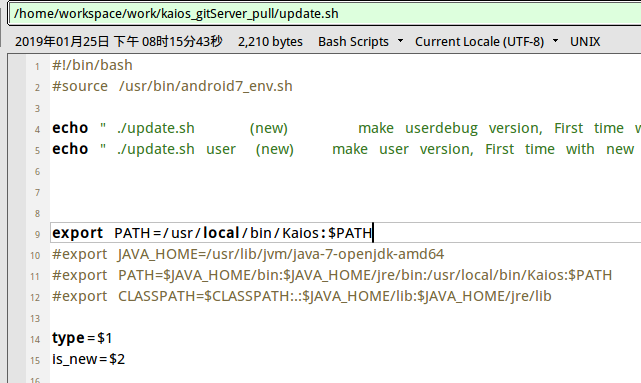 /home/workspace/work/kaios_gitServer_pull/update.sh
2019年01月25日 下午 08时15分43秒 2,210 bytes Bash Scripts Current Locale (UTF-8) UNIX
1 #!/bin/bash
2 #source /usr/bin/android7_env.sh
3
4 echo " ./update.sh (new) make userdebug version, First time w
5 echo " ./update.sh user (new) make user version, First time with new
6
7
8
9 export PATH=/usr/local/bin/Kaios:$PATH
10 #export JAVA_HOME=/usr/lib/jvm/java-7-openjdk-amd64
11 #export PATH=$JAVA_HOME/bin:$JAVA_HOME/jre/bin:/usr/local/bin/Kaios:$PATH
12 #export CLASSPATH=$CLASSPATH:.:$JAVA_HOME/lib:$JAVA_HOME/jre/lib
13
14 type=$1
15 is_new=$2
16